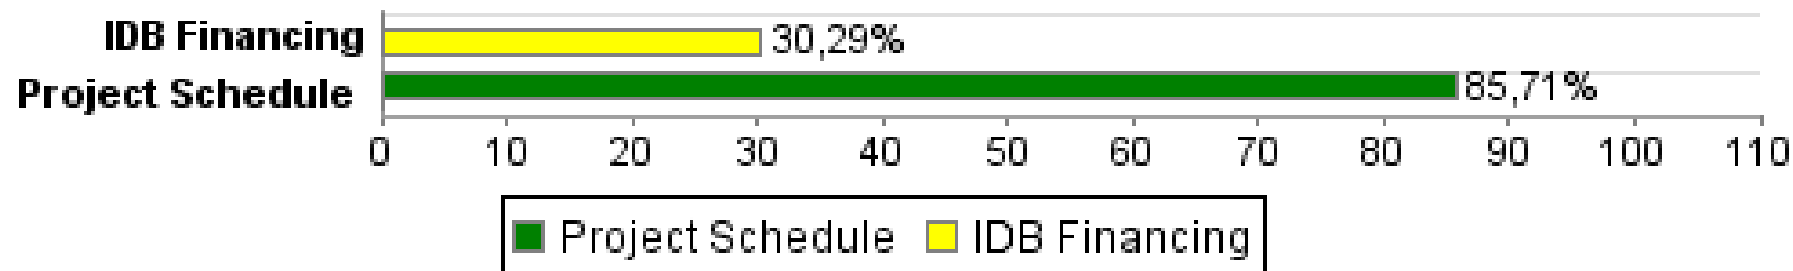 IDB Financing 30,29%
Project Schedule 85,71%
0 10 20 30 40 50 60 70 80 90 100 110
Project Schedule IDB Financing